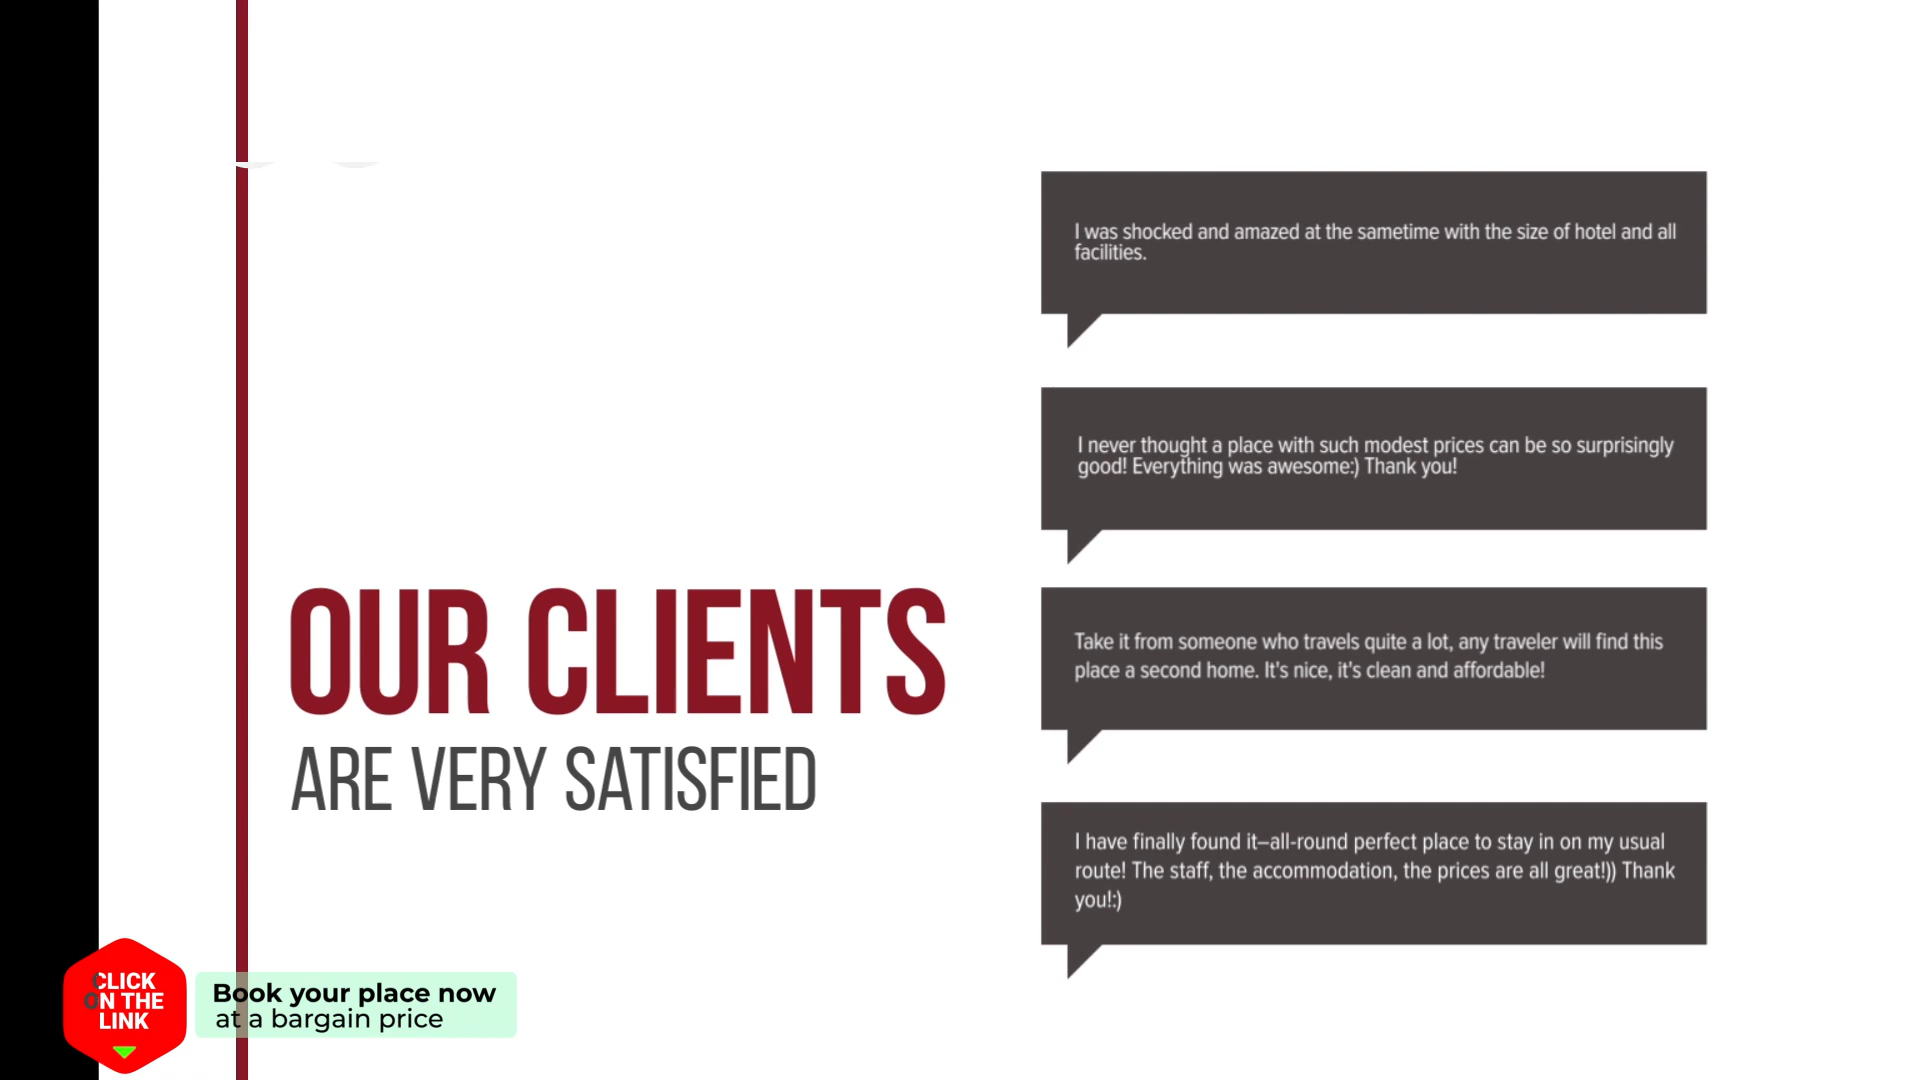 I was shocked and amazed at the sametime with the size of hotel and all
facilities.
I never thought a place with such modest prices can be so surprisingly
good! Everything was awesome:) Thank you!
OUR CLIENTS
ARE VERY SATISFIED
Take it from someone who travels quite a lot, any traveler will find this
place a second home. It's nice, it's clean and affordable!
I have finally found it–all-round perfect place to stay in on my usual
route! The staff, the accommodation, the prices are all great!)) Thank
you!:)
CLICK
ON THE
LINK
Book your place now
at a bargain price